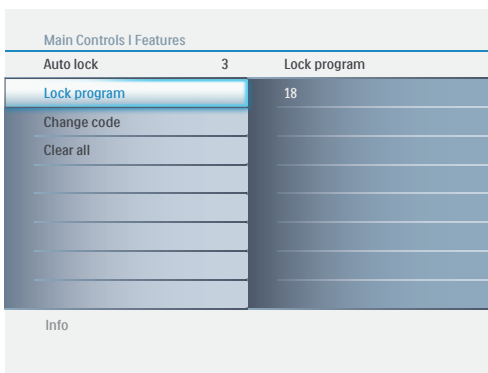 Main Controls I Features
Auto lock 3 Lock program
Lock program 18
Change code
Clear all
Info